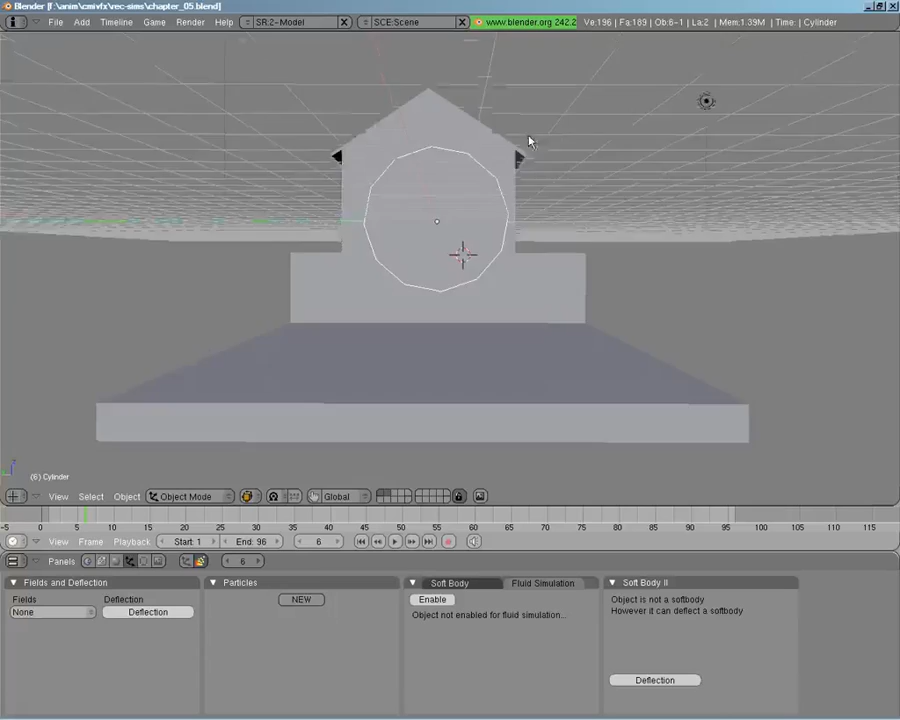 Blender [f:\anim\cmivfx\rec-sims\chapter_05.blend]
File Add Timeline Game Render Help SR:2-Model SCE:Scene www.blender.org 242.2 Ve:196 | Fa:189 | Ob:6-1 | La:2 | Mem:1.39M | Time: | Cylinder
z
(6) Cylinder
View Select Object Object Mode Global
-5 0 5 10 15 20 25 30 35 40 45 50 55 60 65 70 75 80 85 90 95 100 105 110 115
View Frame Playback Start: 1 End: 96 6
Panels 6
Fields and Deflection Particles Soft Body Fluid Simulation Soft Body II
Fields Deflection NEW Enable Object is not a softbody
None Deflection Object not enabled for fluid simulation... However it can deflect a softbody
Deflection